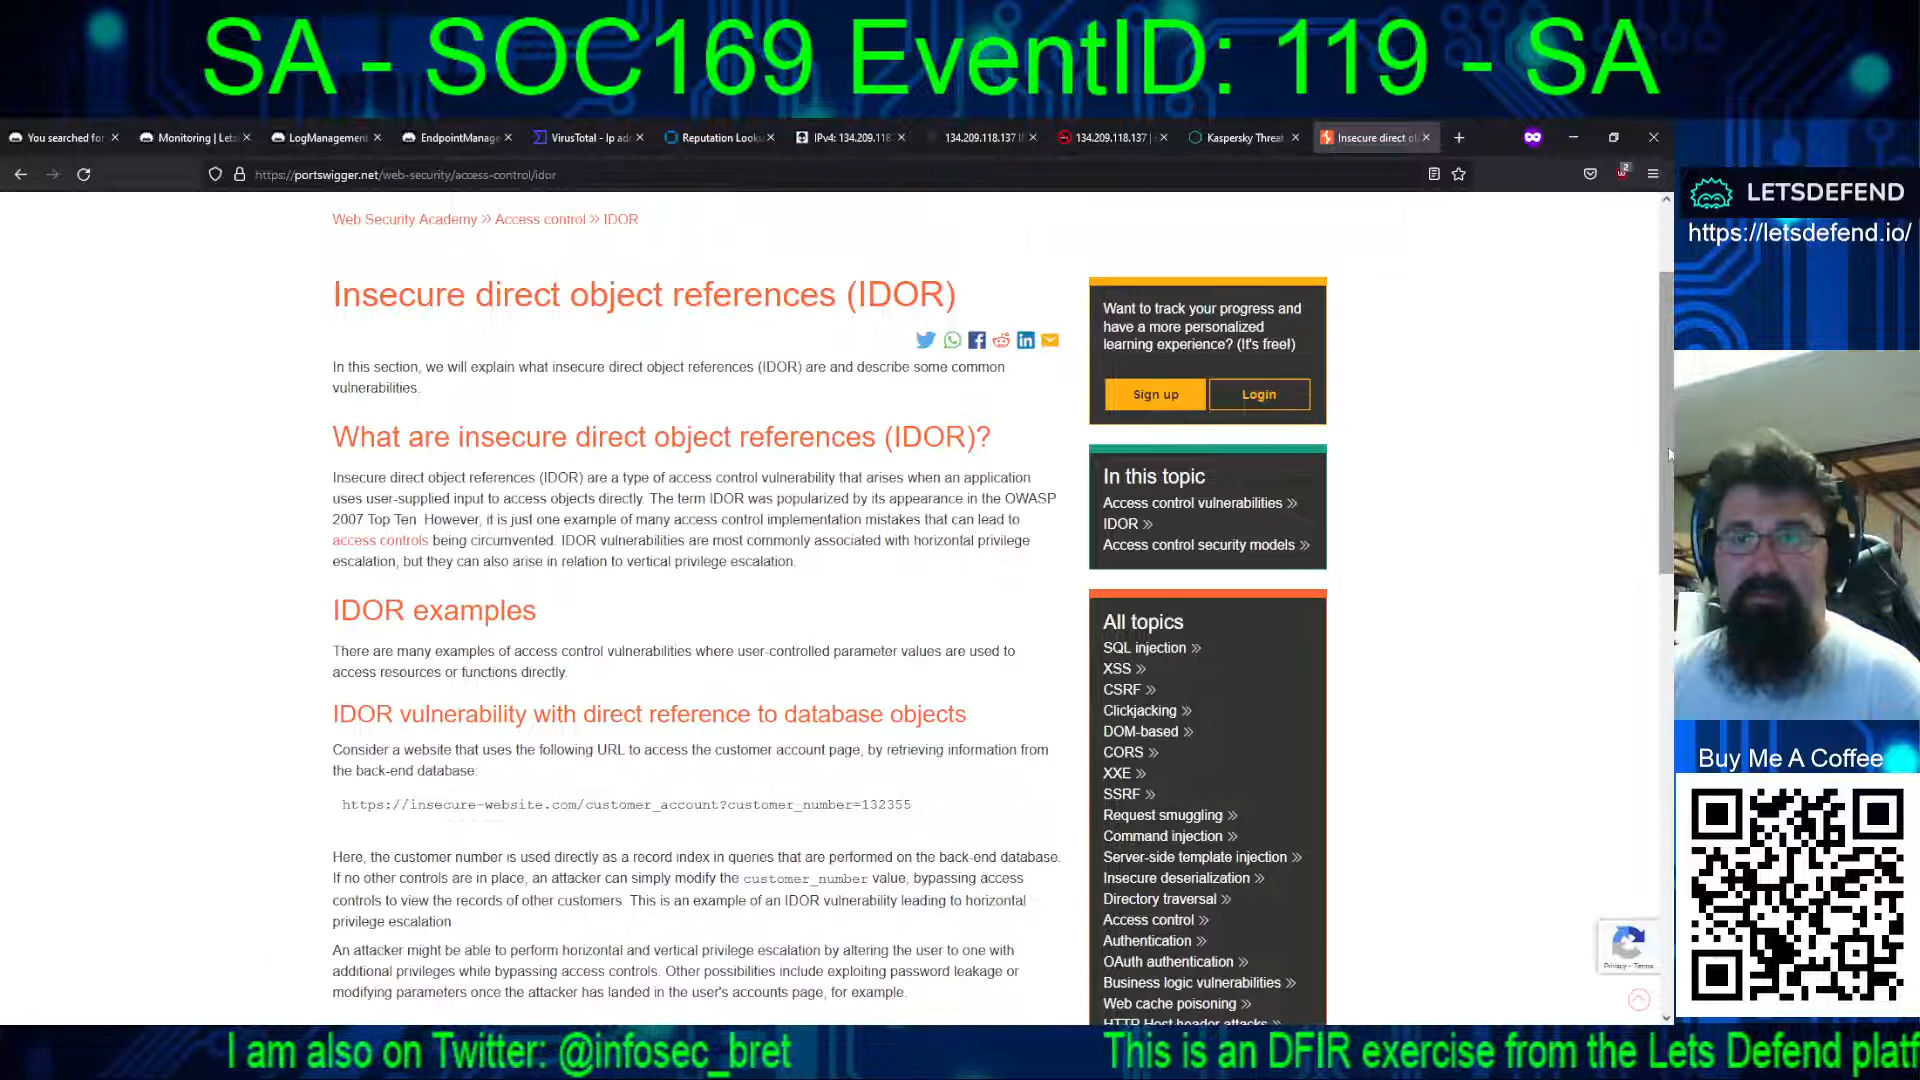 SA - SOC169 EventID: 119 - SA
You searched for
Monitoring | Lets
LogManagement
EndpointManage
VirusTotal - Ip ad
Reputation Look
IPv4: 134.209.118
134.209.118.137
134.209.118.137 |
Kaspersky Threat
Insecure direct o
https://portswigger.net/web-security/access-control/idor
2
LETSDEFEND
https://letsdefend.io/
Web Security Academy >> Access control >> IDOR
Insecure direct object references (IDOR)
In this section, we will explain what insecure direct object references (IDOR) are and describe some common
vulnerabilities.
What are insecure direct object references (IDOR)?
Insecure direct object references (IDOR) are a type of access control vulnerability that arises when an application
uses user-supplied input to access objects directly. The term IDOR was popularized by its appearance in the OWASP
2007 Top Ten. However, it is just one example of many access control implementation mistakes that can lead to
access controls being circumvented. IDOR vulnerabilities are most commonly associated with horizontal privilege
escalation, but they can also arise in relation to vertical privilege escalation.
IDOR examples
There are many examples of access control vulnerabilities where user-controlled parameter values are used to
access resources or functions directly.
IDOR vulnerability with direct reference to database objects
Consider a website that uses the following URL to access the customer account page, by retrieving information from
the back-end database:
https://insecure-website.com/customer_account?customer_number=132355
Here, the customer number is used directly as a record index in queries that are performed on the back-end database.
If no other controls are in place, an attacker can simply modify the customer_number value, bypassing access
controls to view the records of other customers. This is an example of an IDOR vulnerability leading to horizontal
privilege escalation
An attacker might be able to perform horizontal and vertical privilege escalation by altering the user to one with
additional privileges while bypassing access controls. Other possibilities include exploiting password leakage or
modifying parameters once the attacker has landed in the user's accounts page, for example.
Want to track your progress and
have a more personalized
learning experience? (It's free!)
Sign up
Login
In this topic
Access control vulnerabilities >>
IDOR >>
Access control security models >>
All topics
SQL injection >>
XSS >>
CSRF >>
Clickjacking >>
DOM-based >>
CORS >>
XXE >>
SSRF >>
Request smuggling >>
Command injection >>
Server-side template injection >>
Insecure deserialization >>
Directory traversal >>
Access control >>
Authentication >>
OAuth authentication >>
Business logic vulnerabilities >>
Web cache poisoning >>
HTTP Host header attacks >>
Privacy - Terms
Buy Me A Coffee
I am also on Twitter: @infosec_bret
This is an DFIR exercise from the Lets Defend platf